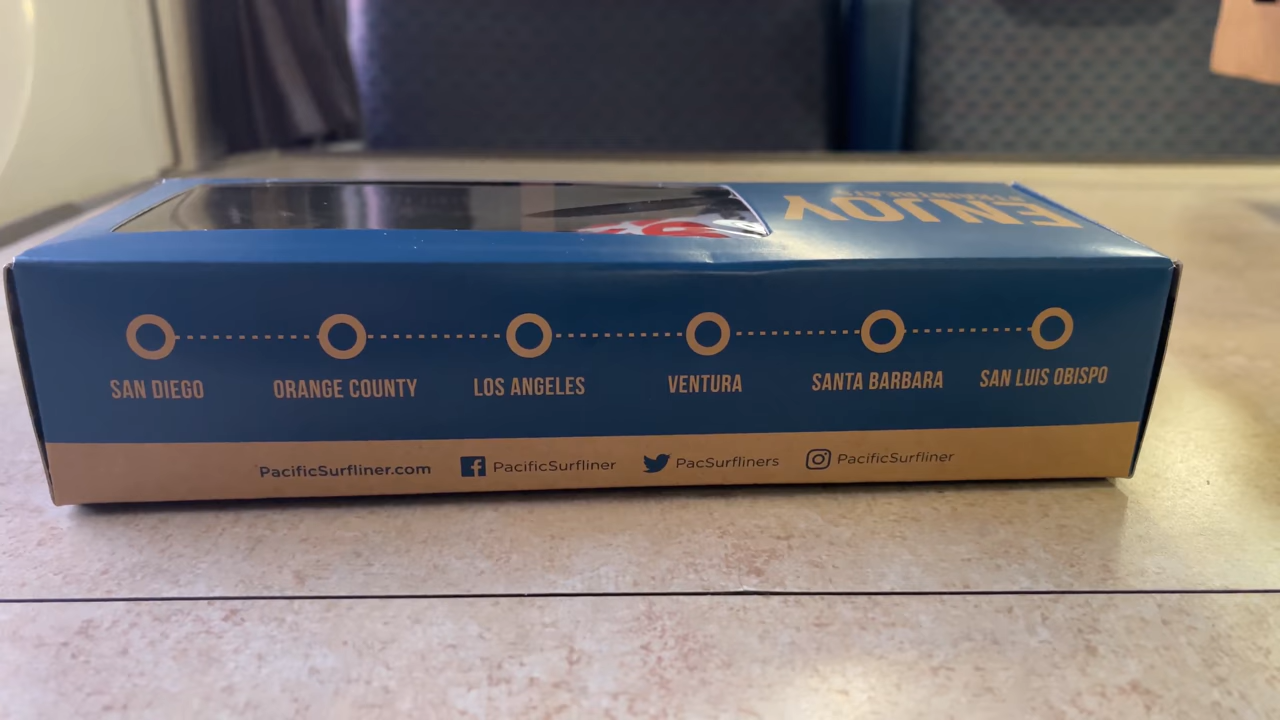 ENJOY
SAN DIEGO ORANGE COUNTY LOS ANGELES VENTURA SANTA BARBARA SAN LUIS OBISPO
PacificSurfliner.com PacificSurfliner PacSurfliners PacificSurfliner